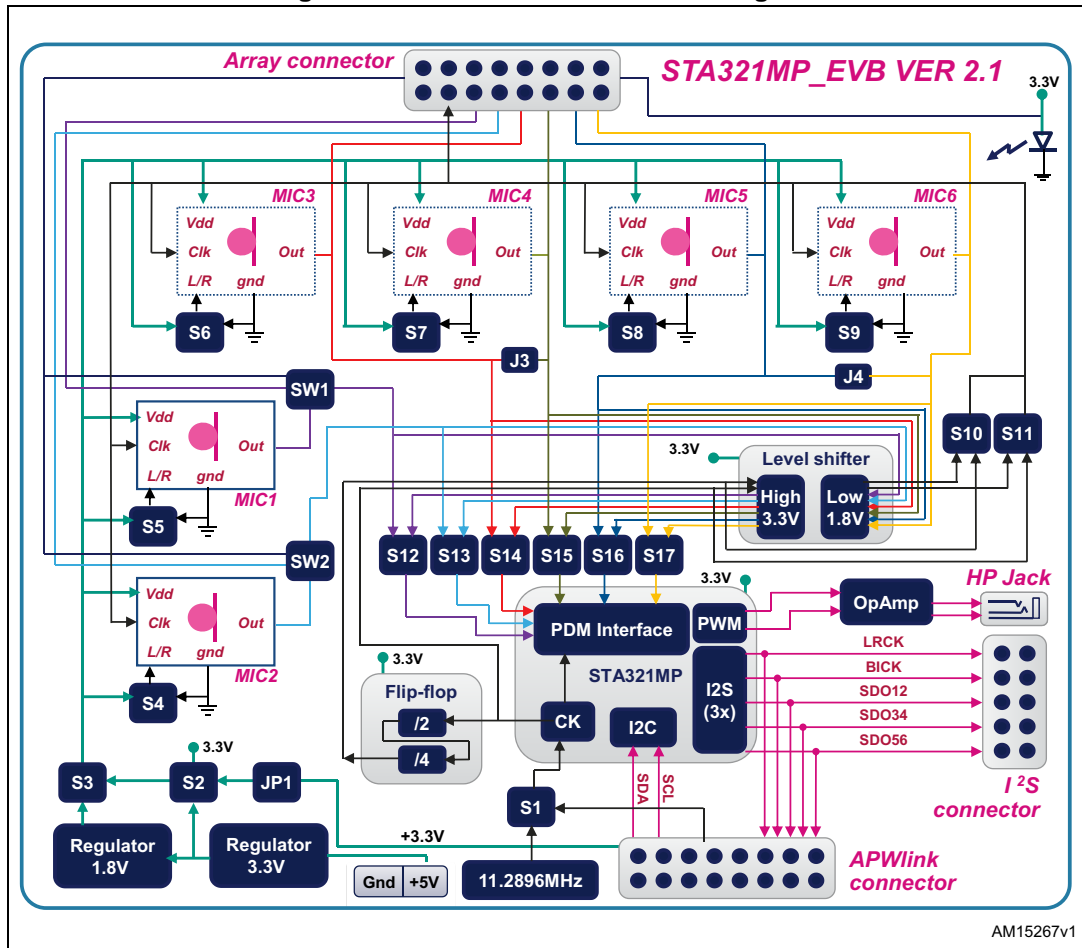 Array connector
STA321MP_EVB VER 2.1
3.3V
MIC3
MIC4
MIC5
MIC6
Vdd
Clk
Out
L/R
gnd
Vdd
Clk
Out
L/R
gnd
Vdd
Clk
Out
L/R
gnd
Vdd
Clk
Out
L/R
gnd
S6
S7
S8
S9
J3
J4
SW1
Vdd
Clk
Out
L/R
gnd
MIC1
S5
S10
S11
3.3V
Level shifter
High
3.3V
Low
1.8V
SW2
S12
S13
S14
S15
S16
S17
Vdd
Clk
Out
L/R
gnd
MIC2
S4
3.3V
PDM Interface
PWM
STA321MP
I2S
(3x)
CK
I2C
OpAmp
HP Jack
LRCK
BICK
SDO12
SDO34
SDO56
I²S
connector
3.3V
Flip-flop
/2
/4
3.3V
S3
S2
JP1
S1
SDA
SCL
+3.3V
Regulator
1.8V
Regulator
3.3V
Gnd
+5V
11.2896MHz
APWlink
connector
AM15267v1